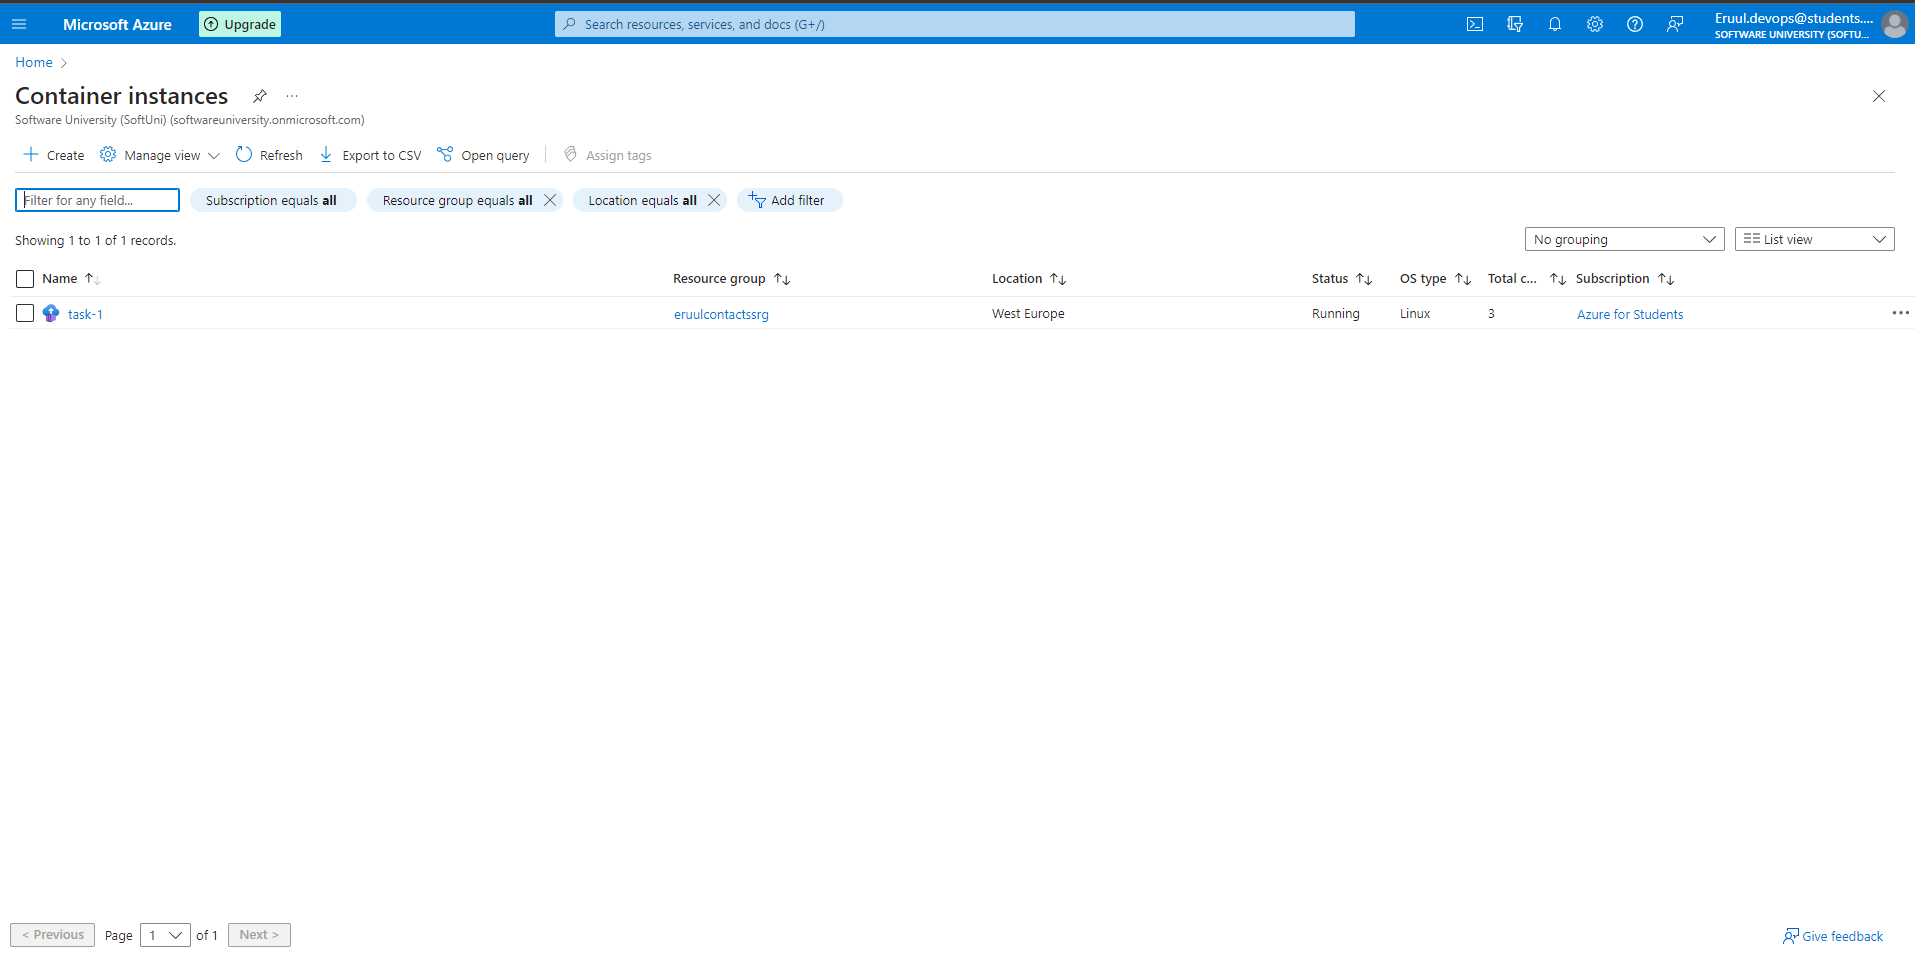 Microsoft Azure
Upgrade
Search resources, services, and docs (G+/)
Eruul.devops@students....
SOFTWARE UNIVERSITY (SOFTU...
Home >
Container instances
...
Software University (SoftUni) (softwareuniversity.onmicrosoft.com)
Create
Manage view
Refresh
Export to CSV
Open query
Assign tags
Filter for any field...
Subscription equals all
Resource group equals all
Location equals all
Add filter
Showing 1 to 1 of 1 records.
No grouping
List view
Name
Resource group
Location
Status
OS type
Total c...
Subscription
task-1
eruulcontactssrg
West Europe
Running
Linux
3
Azure for Students
< Previous
Page
1
of 1
Next >
Give feedback